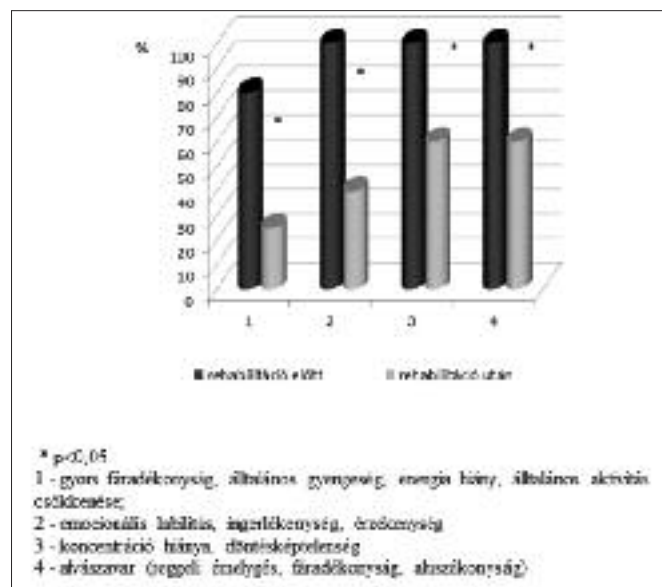 %
100
90
80
70
60
50
40
30
20
10
0
* * * *
1 2 3 4
rehabilitáció előtt rehabilitáció után
* p<0,05
1 - gyors fáradékonyság, általános gyengeség, energia hiány, általános aktivitás
csökkenése;
2 - emocionális labilitás, ingerlékenység, érzékenység
3 - koncentráció hiánya, döntésképtelenség
4 - alvászavar (reggeli émelygés, fáradékonyság, aluszékonyság)